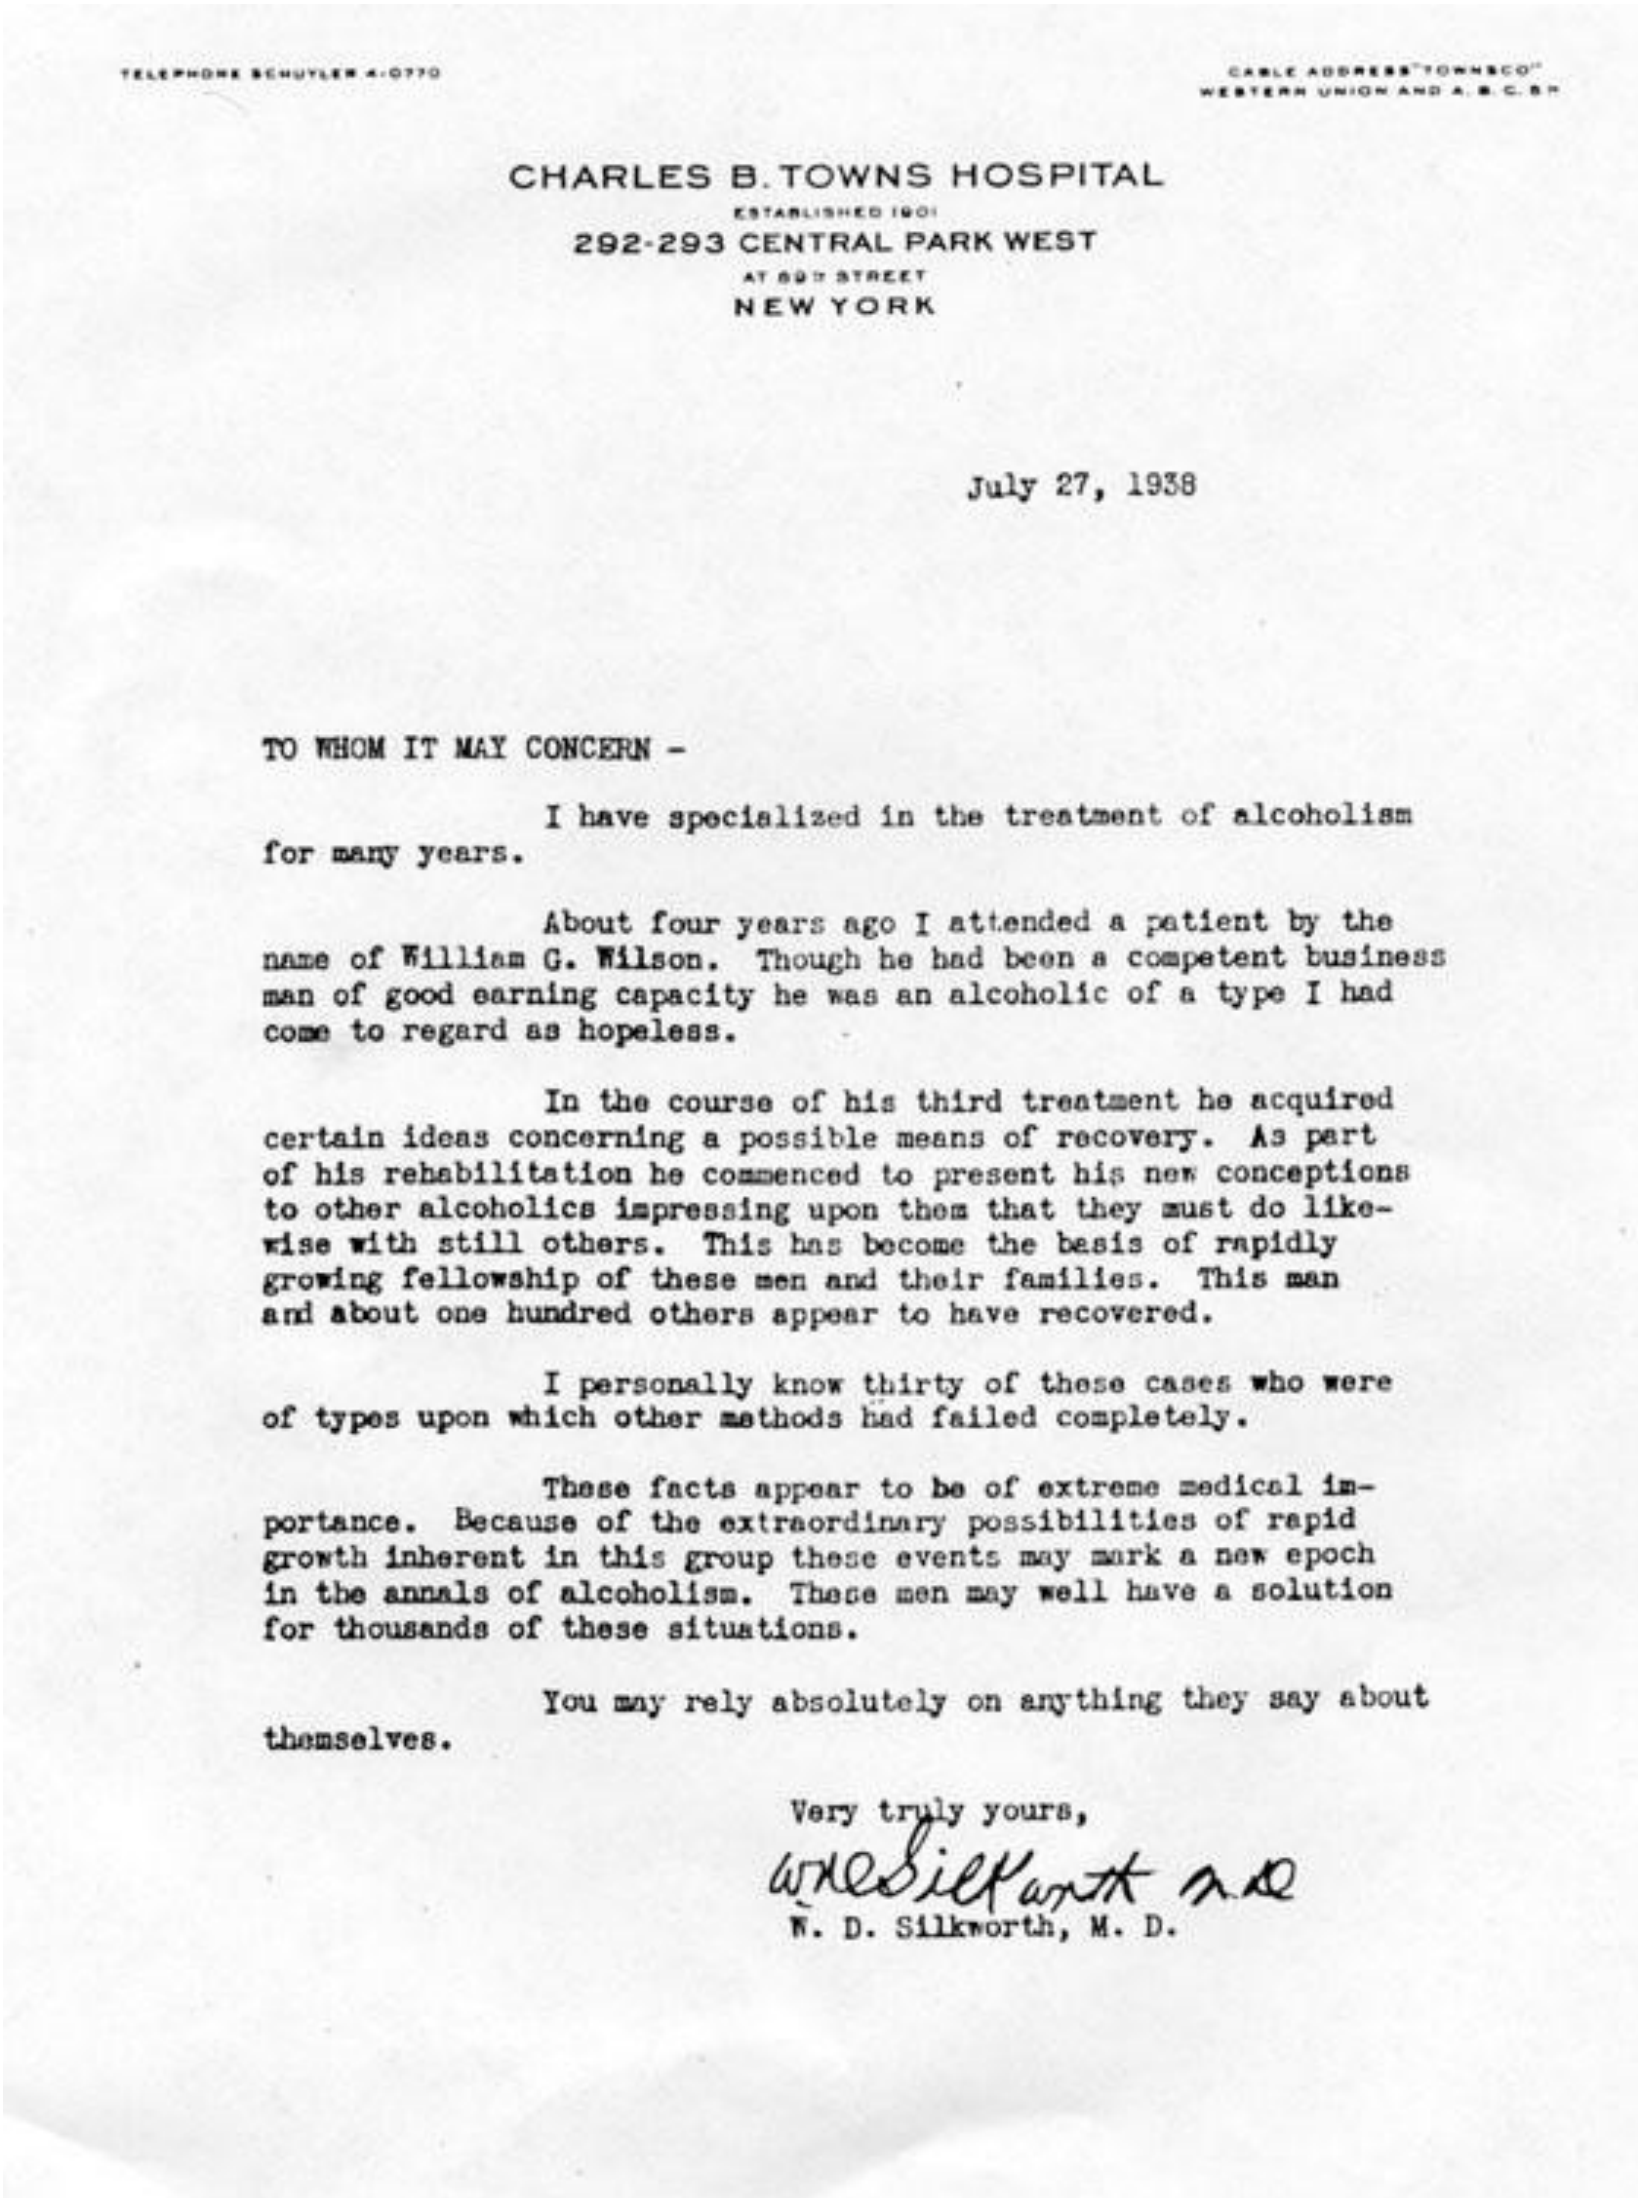 TELEPHONE SCHUYLER 4-0770
CABLE ADDRESS "TOWNSCO"
WESTERN UNION AND A. B. C. 5TH
CHARLES B. TOWNS HOSPITAL
ESTABLISHED 1901
292-293 CENTRAL PARK WEST
AT 89TH STREET
NEW YORK
July 27, 1938
TO WHOM IT MAY CONCERN -
I have specialized in the treatment of alcoholism
for many years.
About four years ago I attended a patient by the
name of William G. Wilson. Though he had been a competent business
man of good earning capacity he was an alcoholic of a type I had
come to regard as hopeless.
In the course of his third treatment he acquired
certain ideas concerning a possible means of recovery. As part
of his rehabilitation he commenced to present his new conceptions
to other alcoholics impressing upon them that they must do like-
wise with still others. This has become the basis of rapidly
growing fellowship of these men and their families. This man
and about one hundred others appear to have recovered.
I personally know thirty of these cases who were
of types upon which other methods had failed completely.
These facts appear to be of extreme medical im-
portance. Because of the extraordinary possibilities of rapid
growth inherent in this group these events may mark a new epoch
in the annals of alcoholism. These men may well have a solution
for thousands of these situations.
You may rely absolutely on anything they say about
themselves.
Very truly yours,
WDSilkworth MD
W. D. Silkworth, M. D.